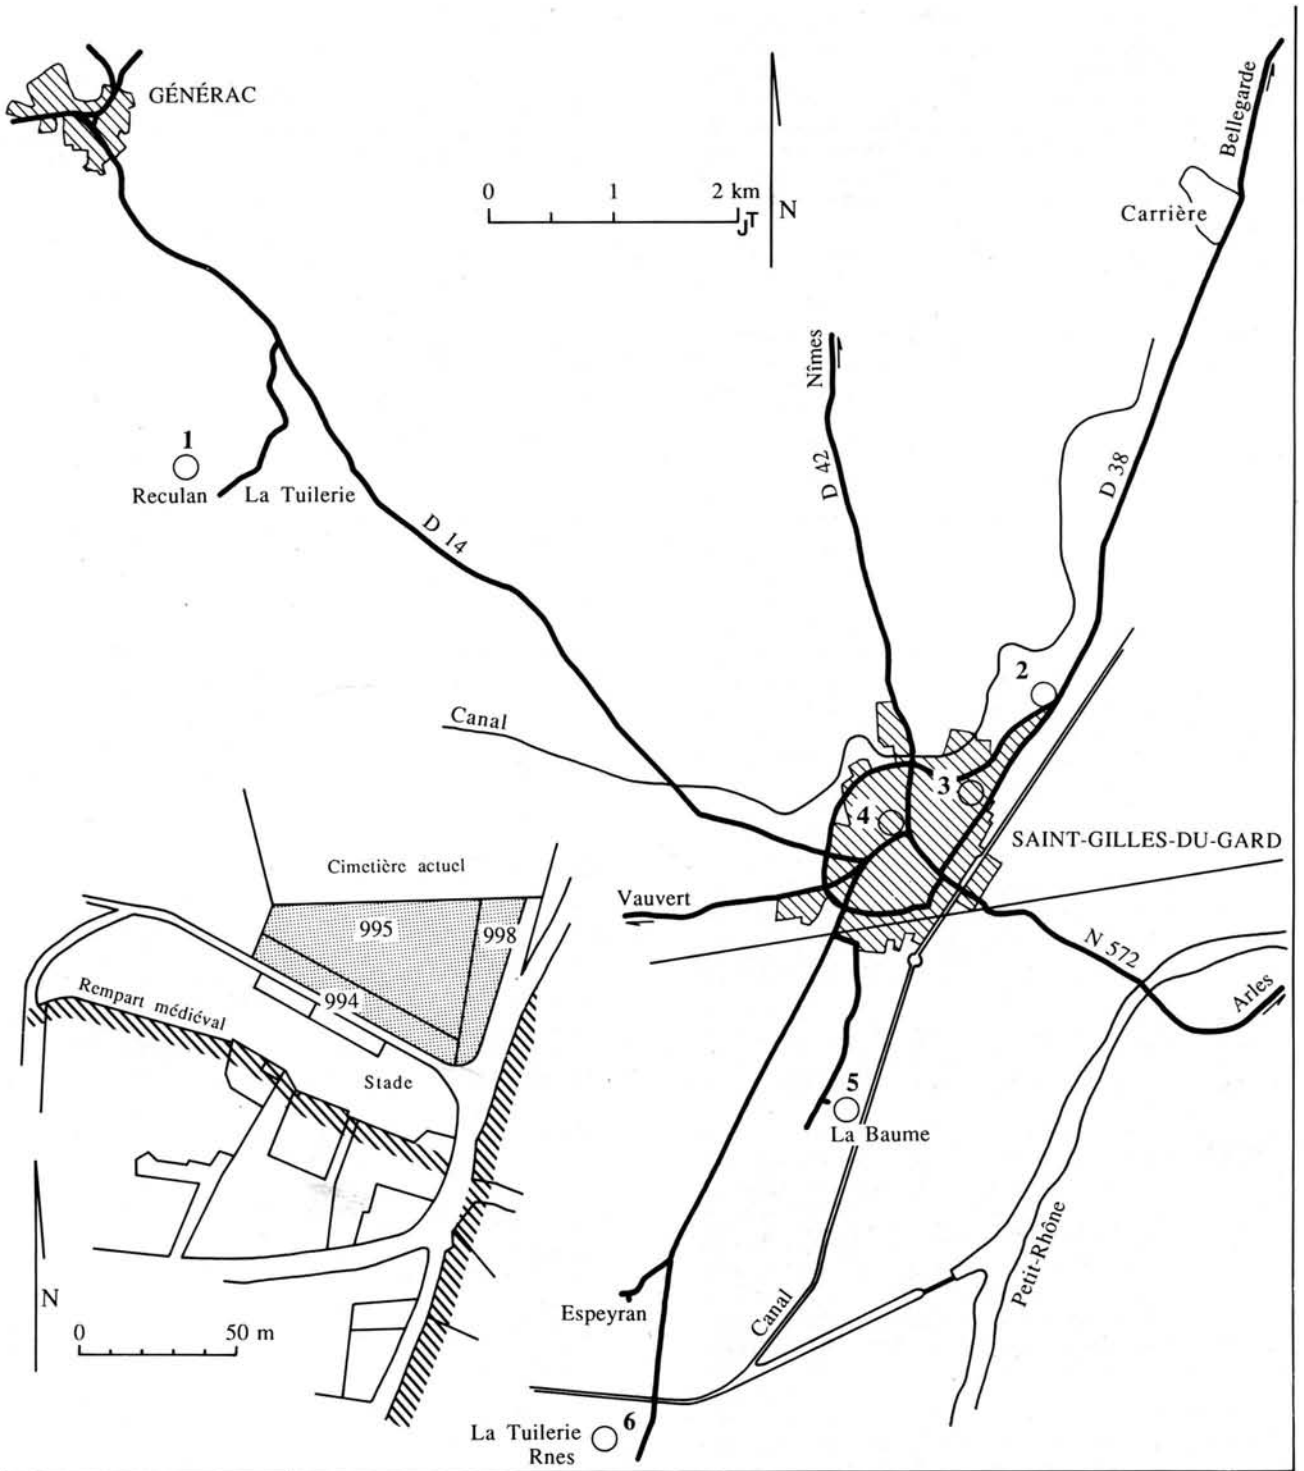 GÉNÉRAC
0 1 2 km
JT
N
Bellegarde
Carrière
Nîmes
D 42
D 38
1
Reculan
La Tuilerie
D 14
2
Canal
3
4
SAINT-GILLES-DU-GARD
Vauvert
N 572
Arles
Cimetière actuel
995
998
994
Rempart médiéval
Stade
5
La Baume
Petit-Rhône
Espeyran
Canal
N
0 50 m
6
La Tuilerie
Rnes